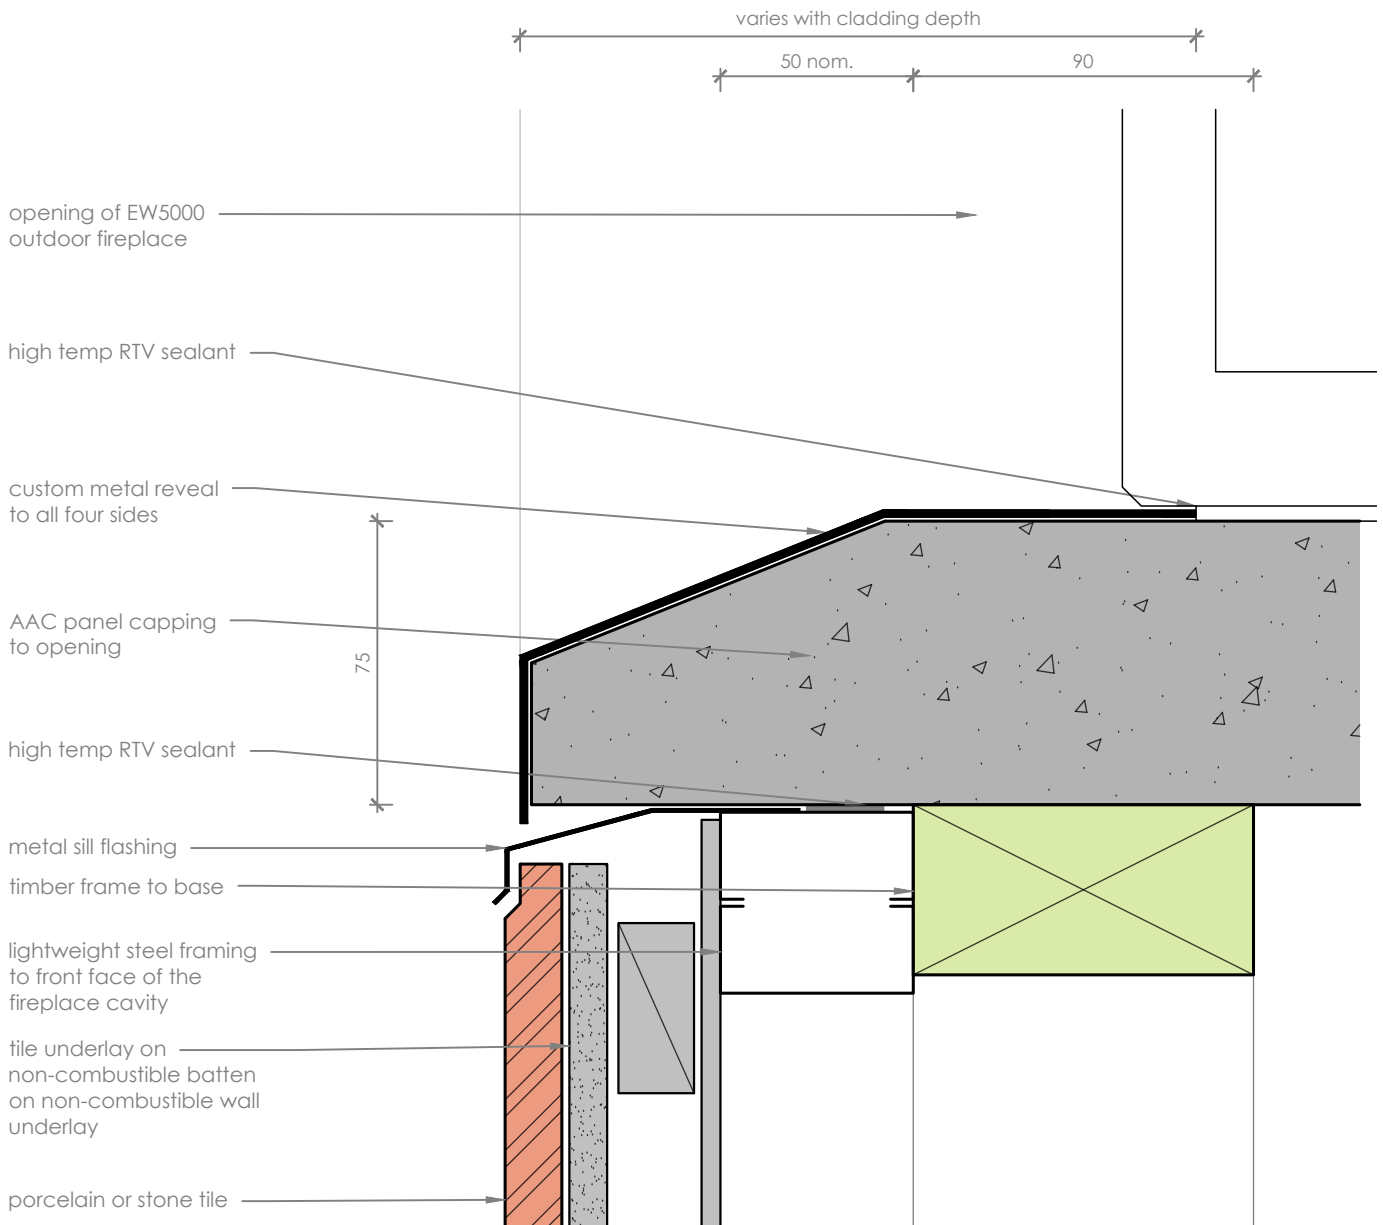 varies with cladding depth
50 nom.
90
opening of EW5000
outdoor fireplace
high temp RTV sealant
custom metal reveal
to all four sides
AAC panel capping
to opening
75
high temp RTV sealant
metal sill flashing
timber frame to base
lightweight steel framing
to front face of the
fireplace cavity
tile underlay on
non-combustible batten
on non-combustible wall
underlay
porcelain or stone tile